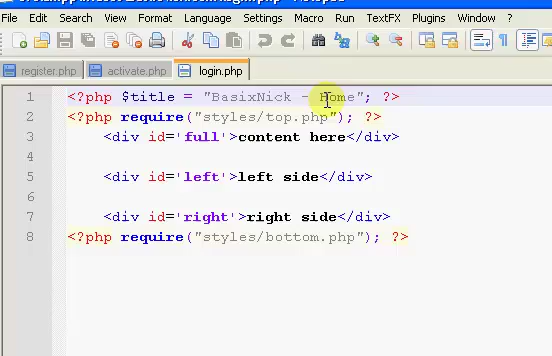 File Edit Search View Format Language Settings Macro Run TextFX Plugins Window ?
register.php activate.php login.php
1 <?php $title = "BasixNick - Home"; ?>
2 <?php require("styles/top.php"); ?>
3 <div id='full'>content here</div>
4
5 <div id='left'>left side</div>
6
7 <div id='right'>right side</div>
8 <?php require("styles/bottom.php"); ?>